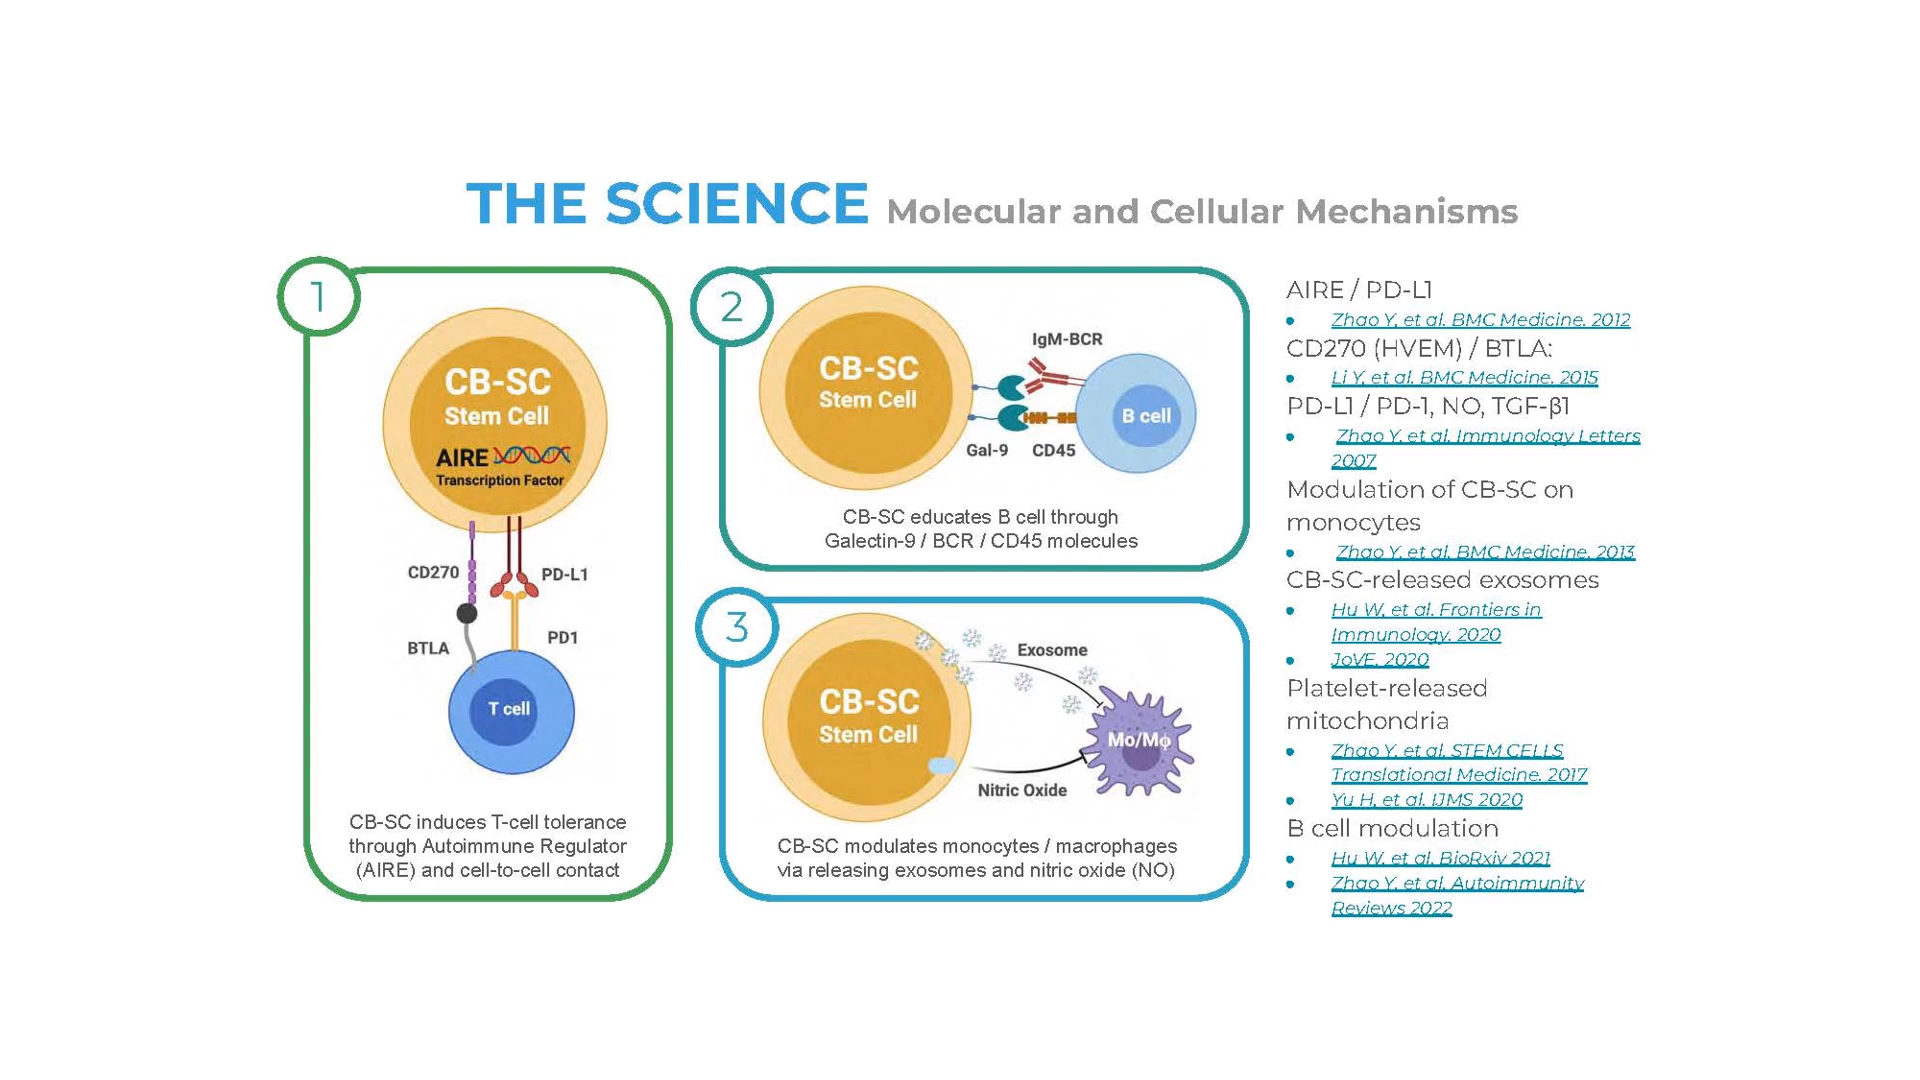 THE SCIENCE Molecular and Cellular Mechanisms
1
CB-SC
Stem Cell
AIRE
Transcription Factor
CD270
PD-L1
BTLA
PD1
T cell
CB-SC induces T-cell tolerance
through Autoimmune Regulator
(AIRE) and cell-to-cell contact
2
CB-SC
Stem Cell
IgM-BCR
B cell
Gal-9
CD45
CB-SC educates B cell through
Galectin-9 / BCR / CD45 molecules
3
CB-SC
Stem Cell
Exosome
Mo/Mϕ
Nitric Oxide
CB-SC modulates monocytes / macrophages
via releasing exosomes and nitric oxide (NO)
AIRE / PD-L1
• Zhao Y, et al. BMC Medicine. 2012
CD270 (HVEM) / BTLA:
• Li Y, et al. BMC Medicine. 2015
PD-L1 / PD-1, NO, TGF-β1
• Zhao Y, et al. Immunology Letters
2007
Modulation of CB-SC on
monocytes
• Zhao Y, et al. BMC Medicine. 2013
CB-SC-released exosomes
• Hu W, et al. Frontiers in
Immunology. 2020
• JoVE. 2020
Platelet-released
mitochondria
• Zhao Y, et al. STEM CELLS
Translational Medicine. 2017
• Yu H, et al. IJMS 2020
B cell modulation
• Hu W, et al. BioRxiv 2021
• Zhao Y, et al. Autoimmunity
Reviews 2022